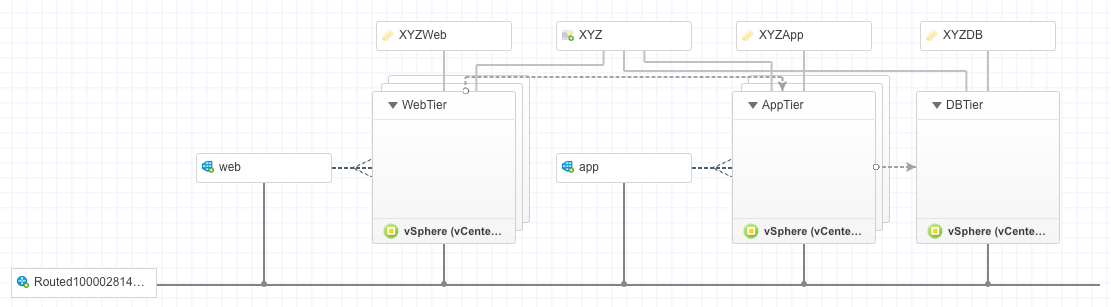 XYZWeb
XYZ
XYZApp
XYZDB
WebTier
AppTier
DBTier
web
app
vSphere (vCente...
vSphere (vCente...
vSphere (vCente...
Routed100002814...